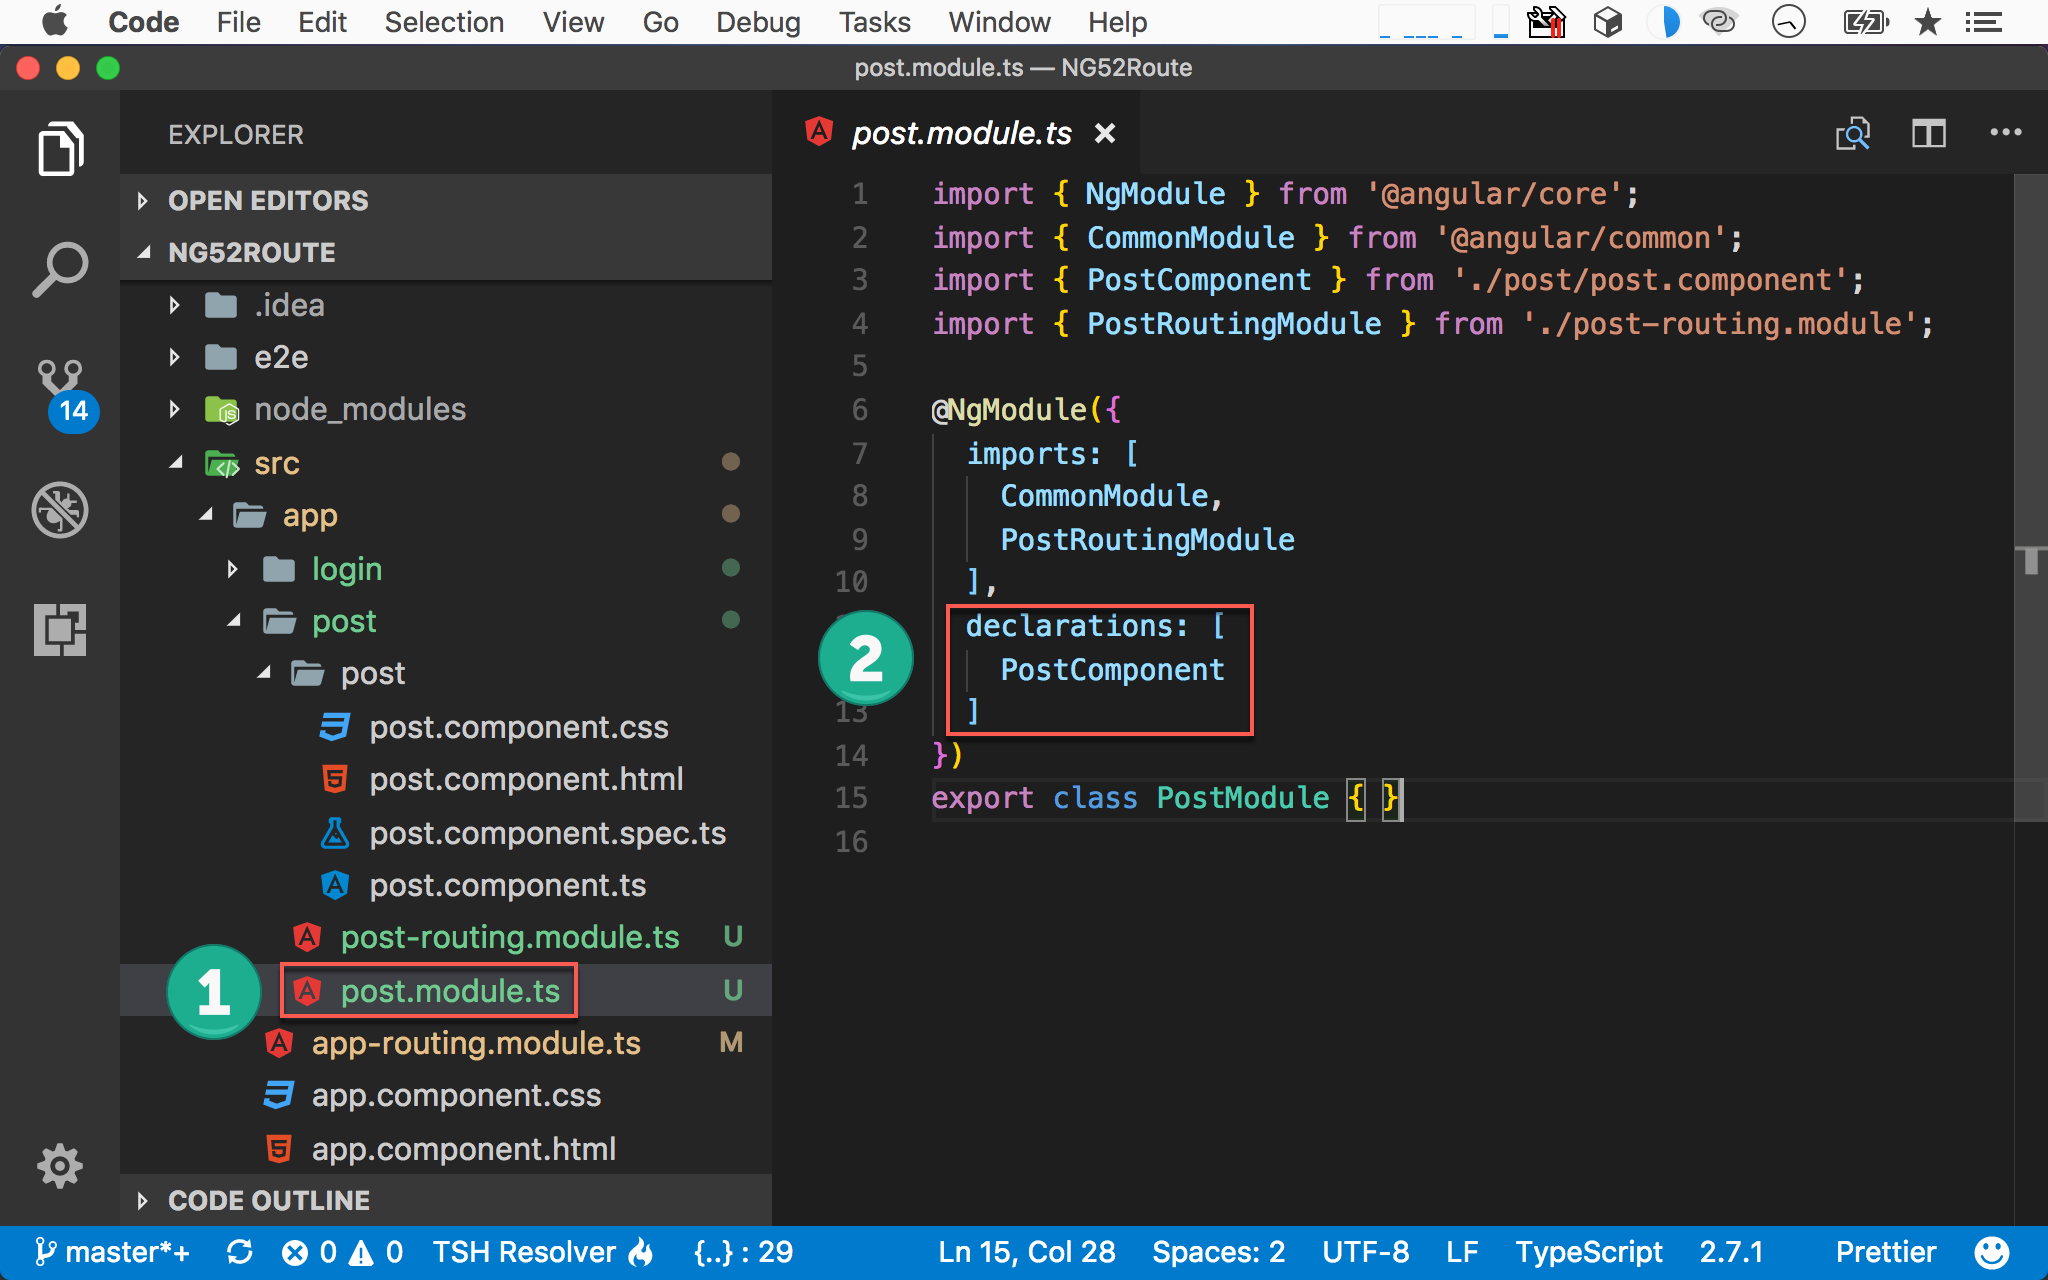 Code File Edit Selection View Go Debug Tasks Window Help
post.module.ts — NG52Route
EXPLORER
OPEN EDITORS
NG52ROUTE
.idea
e2e
node_modules
src
app
login
post
post
post.component.css
post.component.html
post.component.spec.ts
post.component.ts
post-routing.module.ts U
1 post.module.ts U
app-routing.module.ts M
app.component.css
app.component.html
CODE OUTLINE
14
post.module.ts
1 import { NgModule } from '@angular/core';
2 import { CommonModule } from '@angular/common';
3 import { PostComponent } from './post/post.component';
4 import { PostRoutingModule } from './post-routing.module';
5
6 @NgModule({
7 imports: [
8 CommonModule,
9 PostRoutingModule
10 ],
declarations: [
2 PostComponent
13 ]
14 })
15 export class PostModule { }
16
master*+ 0 0 TSH Resolver {..} : 29 Ln 15, Col 28 Spaces: 2 UTF-8 LF TypeScript 2.7.1 Prettier